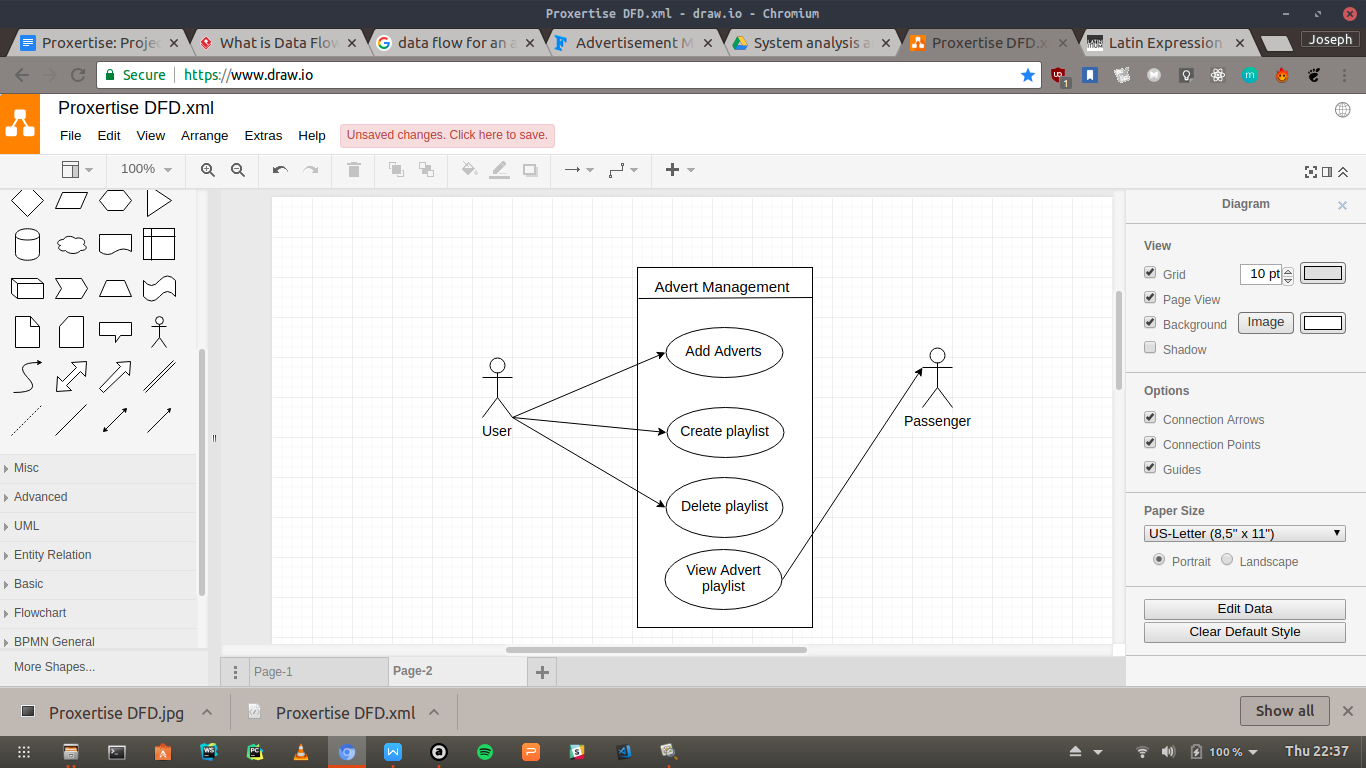 Proxertise DFD.xml - draw.io - Chromium
Proxertise: Proje
What is Data Flow
data flow for an a
Advertisement M
System analysis a
Proxertise DFD.x
Latin Expression
Joseph
Secure
https://www.draw.io
1
Proxertise DFD.xml
File Edit View Arrange Extras Help
Unsaved changes. Click here to save.
100%
Diagram
View
Grid
10 pt
Page View
Background
Image
Shadow
Options
Connection Arrows
Connection Points
Guides
Paper Size
US-Letter (8,5" x 11")
Portrait
Landscape
Edit Data
Clear Default Style
Misc
Advanced
UML
Entity Relation
Basic
Flowchart
BPMN General
More Shapes...
Advert Management
Add Adverts
Create playlist
Delete playlist
View Advert
playlist
User
Passenger
Page-1
Page-2
Proxertise DFD.jpg
Proxertise DFD.xml
Show all
100 %
Thu 22:37